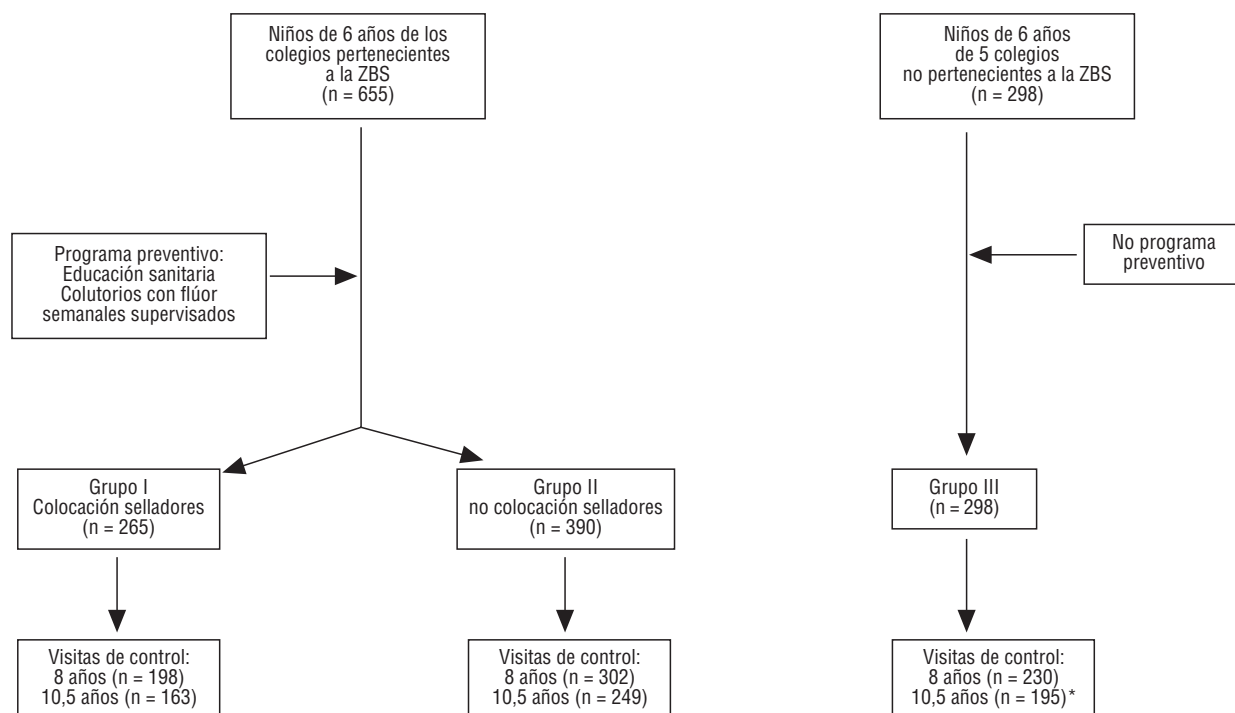 Niños de 6 años de los
colegios pertenecientes
a la ZBS
(n = 655)
Niños de 6 años
de 5 colegios
no pertenecientes a la ZBS
(n = 298)
Programa preventivo:
Educación sanitaria
Colutorios con flúor
semanales supervisados
No programa
preventivo
Grupo I
Colocación selladores
(n = 265)
Grupo II
no colocación selladores
(n = 390)
Grupo III
(n = 298)
Visitas de control:
8 años (n = 198)
10,5 años (n = 163)
Visitas de control:
8 años (n = 302)
10,5 años (n = 249)
Visitas de control:
8 años (n = 230)
10,5 años (n = 195)*